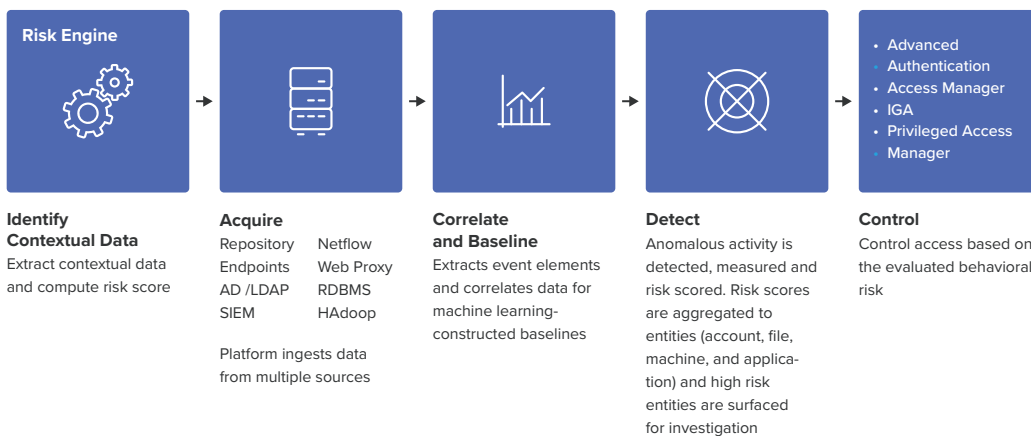 Risk Engine
• Advanced
• Authentication
• Access Manager
• IGA
• Privileged Access
• Manager
Identify
Contextual Data
Extract contextual data
and compute risk score
Acquire
Repository Netflow
Endpoints Web Proxy
AD /LDAP RDBMS
SIEM HAdoop
Platform ingests data
from multiple sources
Correlate
and Baseline
Extracts event elements
and correlates data for
machine learning-
constructed baselines
Detect
Anomalous activity is
detected, measured and
risk scored. Risk scores
are aggregated to
entities (account, file,
machine, and applica-
tion) and high risk
entities are surfaced
for investigation
Control
Control access based on
the evaluated behavioral
risk